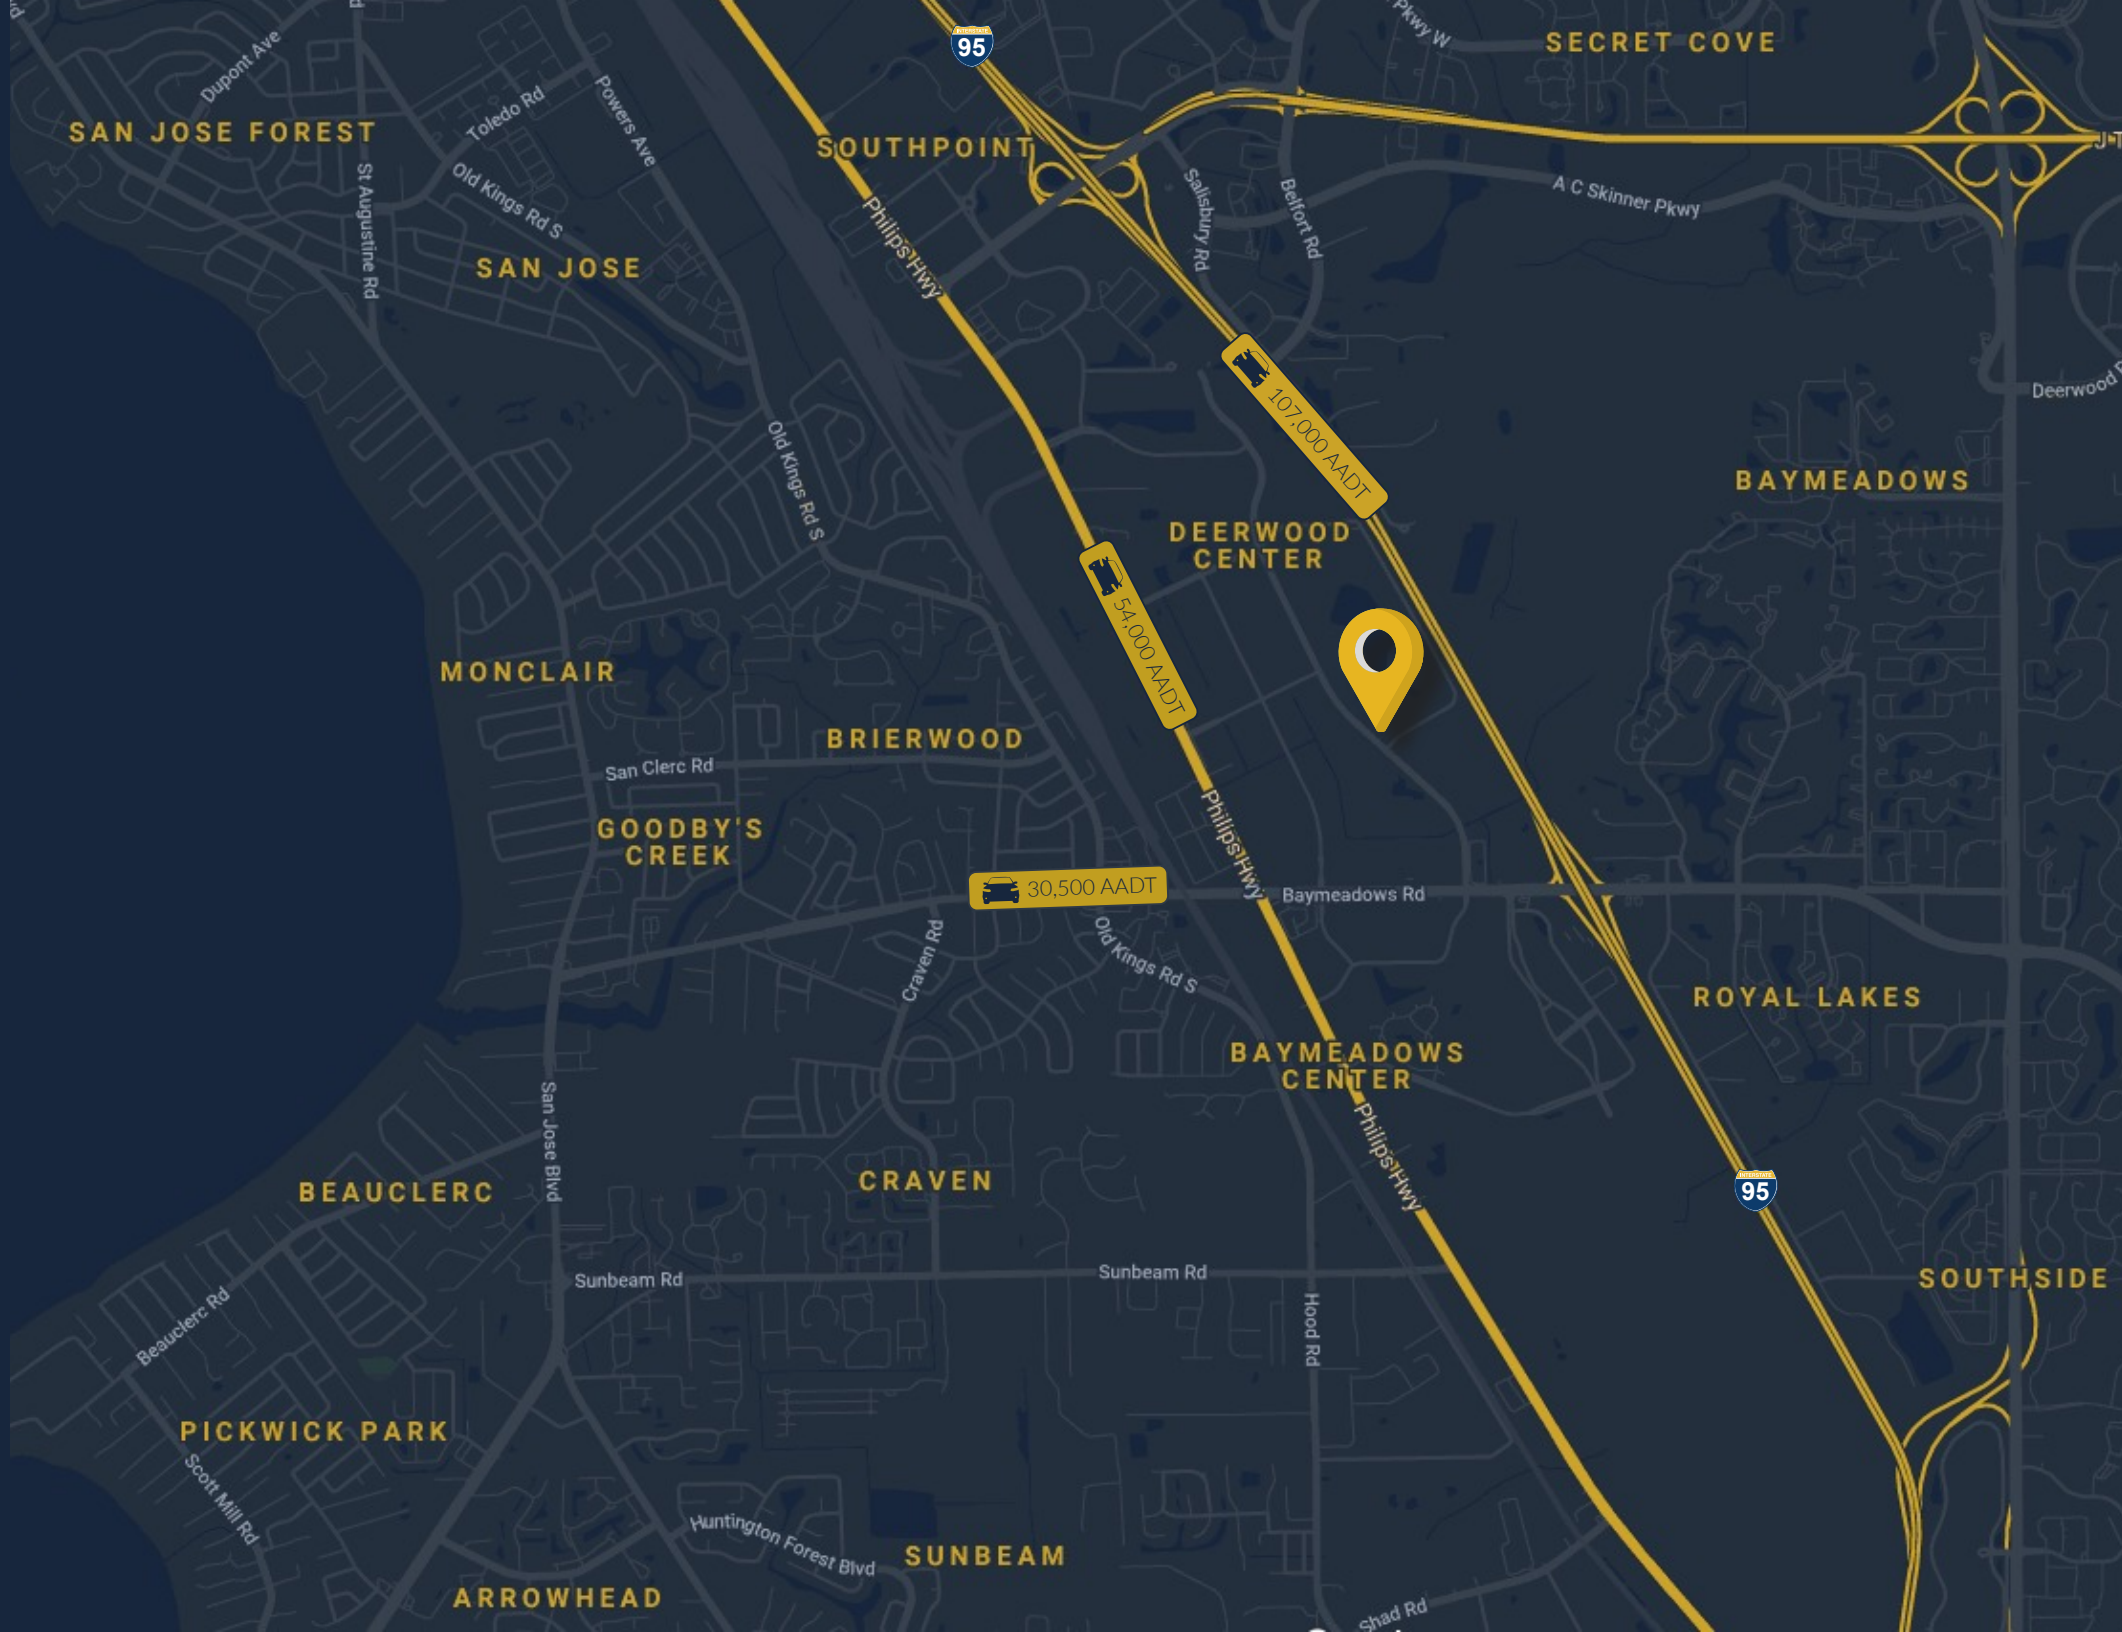 Pkwy W
INTERSTATE
95
SECRET COVE
Dupont Ave
Toledo Rd
Powers Ave
SAN JOSE FOREST
SOUTHPOINT
St Augustine Rd
Old Kings Rd S
Salisbury Rd
Belfort Rd
A C Skinner Pkwy
Philips Hwy
SAN JOSE
Deerwood
107,000 AADT
Old Kings Rd S
BAYMEADOWS
DEERWOOD
CENTER
54,000 AADT
MONCLAIR
BRIERWOOD
San Clerc Rd
GOODBY'S
CREEK
Philips Hwy
30,500 AADT
Baymeadows Rd
Craven Rd
Old Kings Rd S
ROYAL LAKES
BAYMEADOWS
CENTER
San Jose Blvd
Philips Hwy
BEAUCLERC
CRAVEN
INTERSTATE
95
Sunbeam Rd
Sunbeam Rd
SOUTHSIDE
Beauclerc Rd
Hood Rd
PICKWICK PARK
Scott Mill Rd
Huntington Forest Blvd
SUNBEAM
ARROWHEAD
Shad Rd